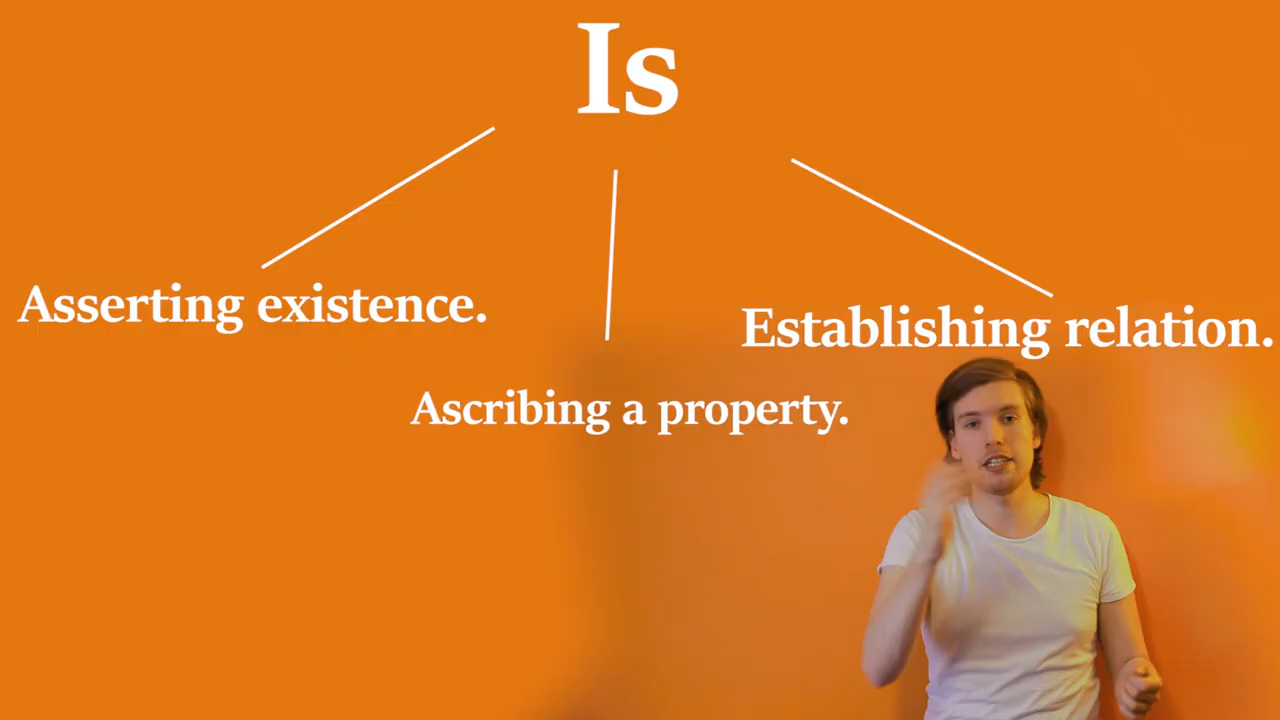 Is
Asserting existence.
Ascribing a property.
Establishing relation.